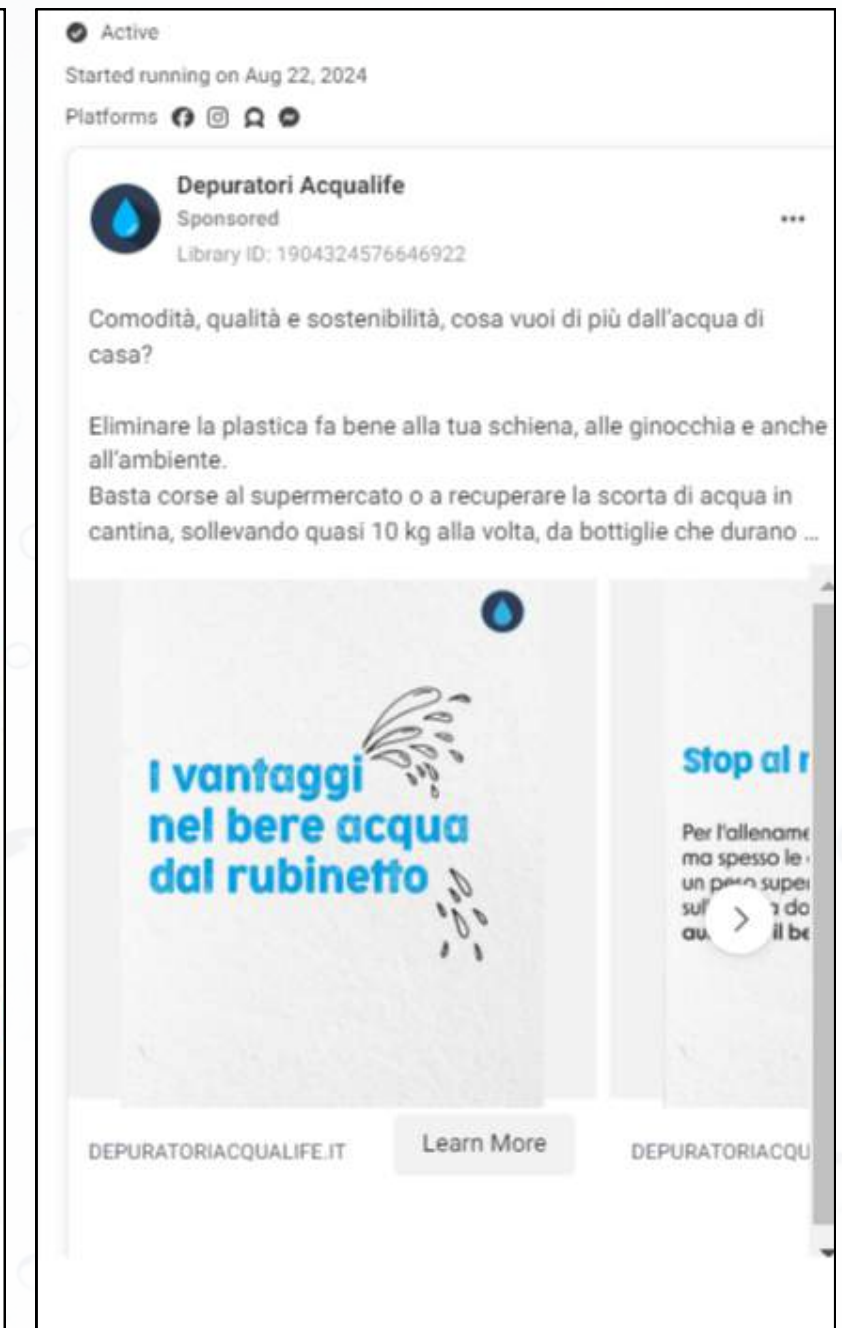 Active
Started running on Aug 22, 2024
Platforms
Depuratori Acqualife
Sponsored
Library ID: 1904324576646922
Comodità, qualità e sostenibilità, cosa vuoi di più dall'acqua di
casa?
Eliminare la plastica fa bene alla tua schiena, alle ginocchia e anche
all'ambiente.
Basta corse al supermercato o a recuperare la scorta di acqua in
cantina, sollevando quasi 10 kg alla volta, da bottiglie che durano ...
I vantaggi
nel bere acqua
dal rubinetto
Stop al
Per l'allename
ma spesso le
un peso super
il be
DEPURATORIACQUALIFE.IT
Learn More
DEPURATORIACQU